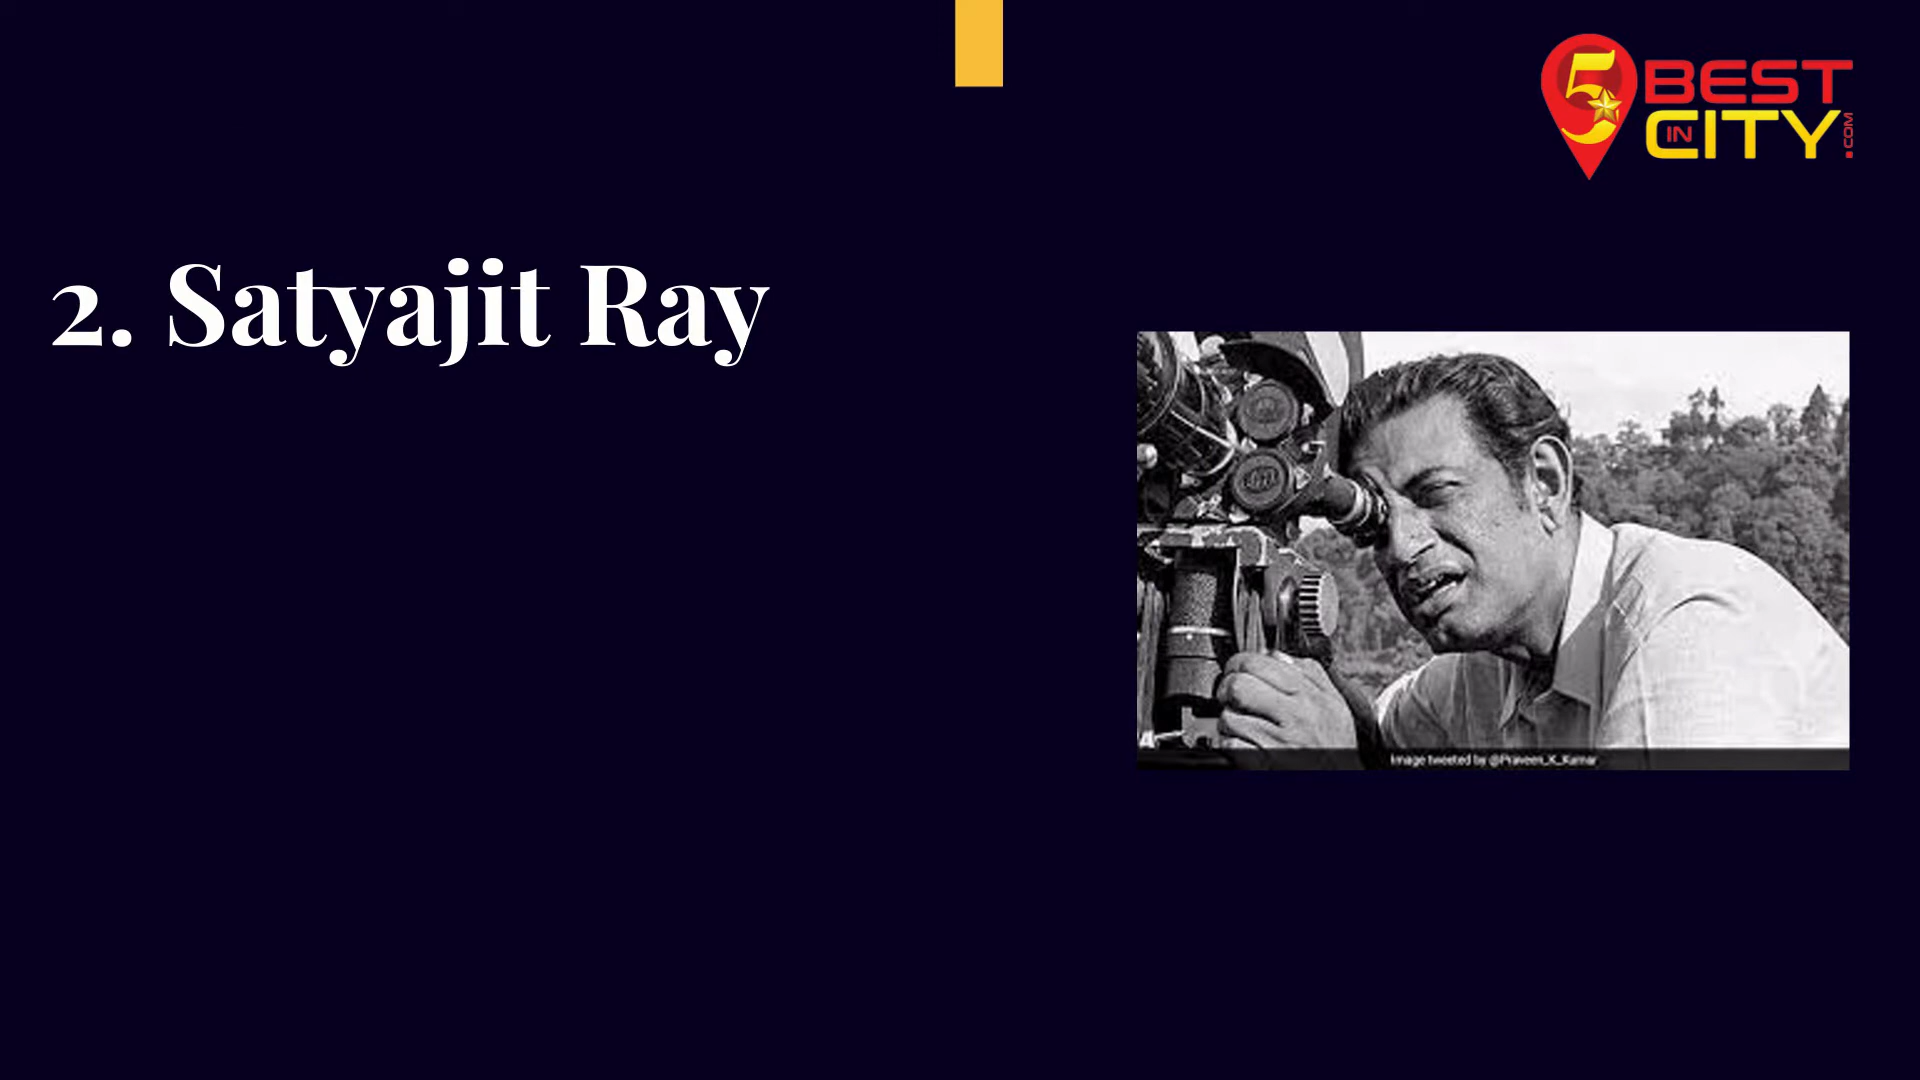 5 BEST
IN CITY .COM
2. Satyajit Ray
Image tweeted by @Praveen_K_Kumar